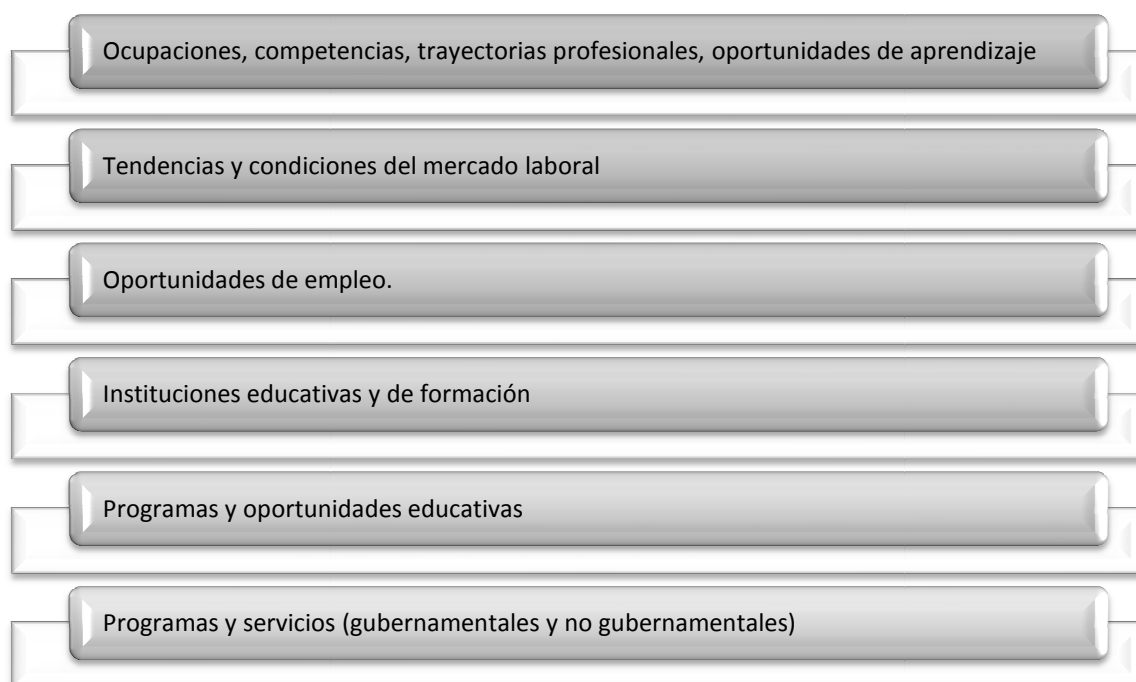 Ocupaciones, competencias, trayectorias profesionales, oportunidades de aprendizaje
Tendencias y condiciones del mercado laboral
Oportunidades de empleo.
Instituciones educativas y de formación
Programas y oportunidades educativas
Programas y servicios (gubernamentales y no gubernamentales)